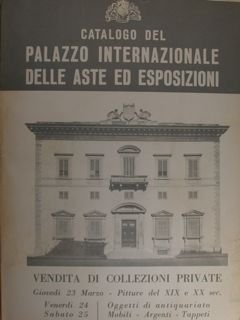 CATALOGO DEL
PALAZZO INTERNAZIONALE
DELLE ASTE ED ESPOSIZIONI
VENDITA DI COLLEZIONI PRIVATE
Giovedì 23 Marzo - Pitture del XIX e XX sec.
Venerdì 24 | Oggetti di antiquariato
Sabato 25 | Mobili - Argenti - Tappeti